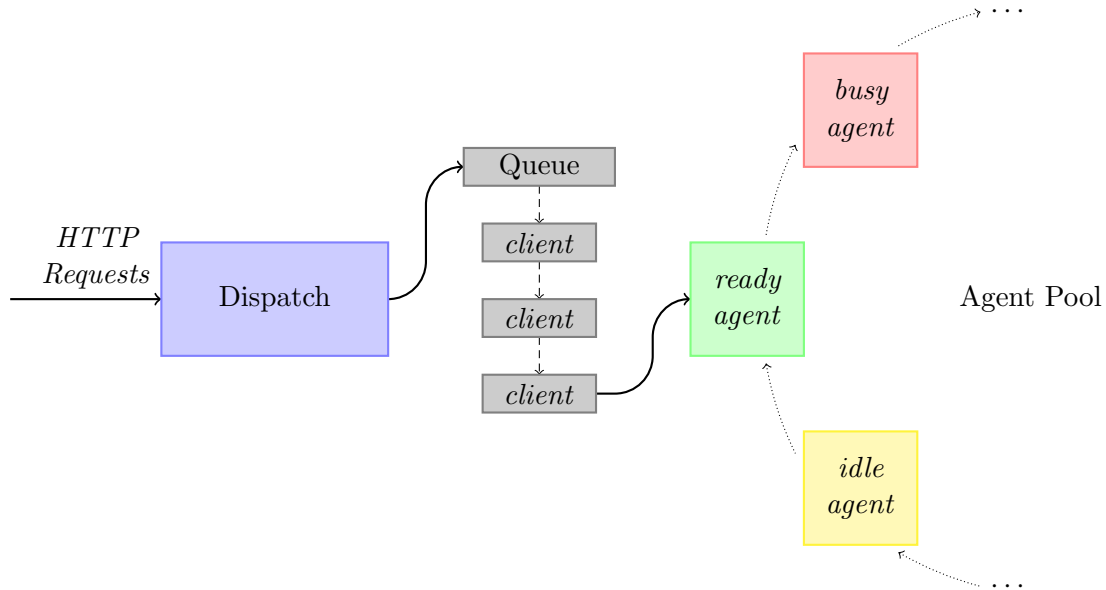 ...
busy
agent
Queue
HTTP
Requests
client
Dispatch
client
client
ready
agent
Agent Pool
idle
agent
...